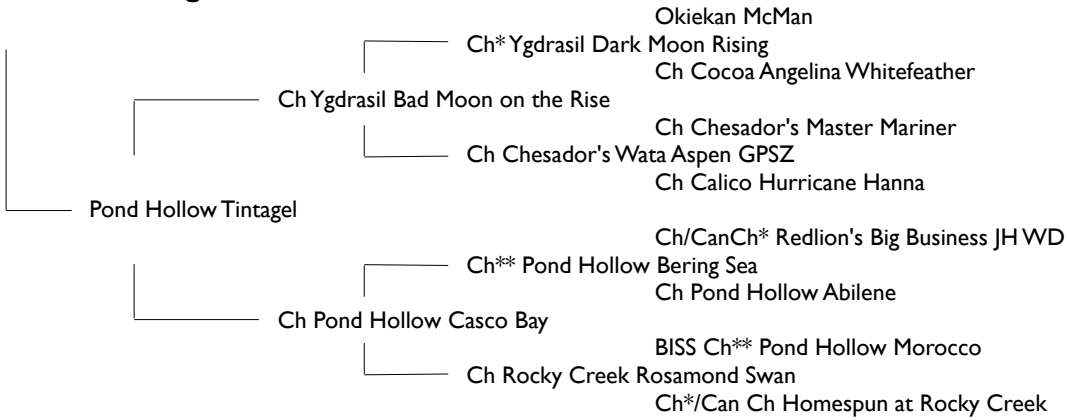 Okiekan McMan
Ch* Ygdrasil Dark Moon Rising
Ch Cocoa Angelina Whitefeather
Ch Ygdrasil Bad Moon on the Rise
Ch Chesador's Master Mariner
Ch Chesador's Wata Aspen GPSZ
Ch Calico Hurricane Hanna
Pond Hollow Tintagel
Ch/CanCh* Redlion's Big Business JH WD
Ch** Pond Hollow Bering Sea
Ch Pond Hollow Abilene
Ch Pond Hollow Casco Bay
BISS Ch** Pond Hollow Morocco
Ch Rocky Creek Rosamond Swan
Ch*/Can Ch Homespun at Rocky Creek